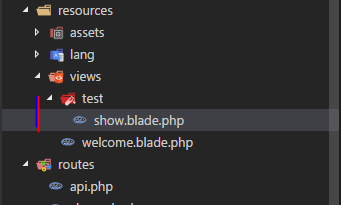 resources
assets
lang
views
test
show.blade.php
welcome.blade.php
routes
api.php